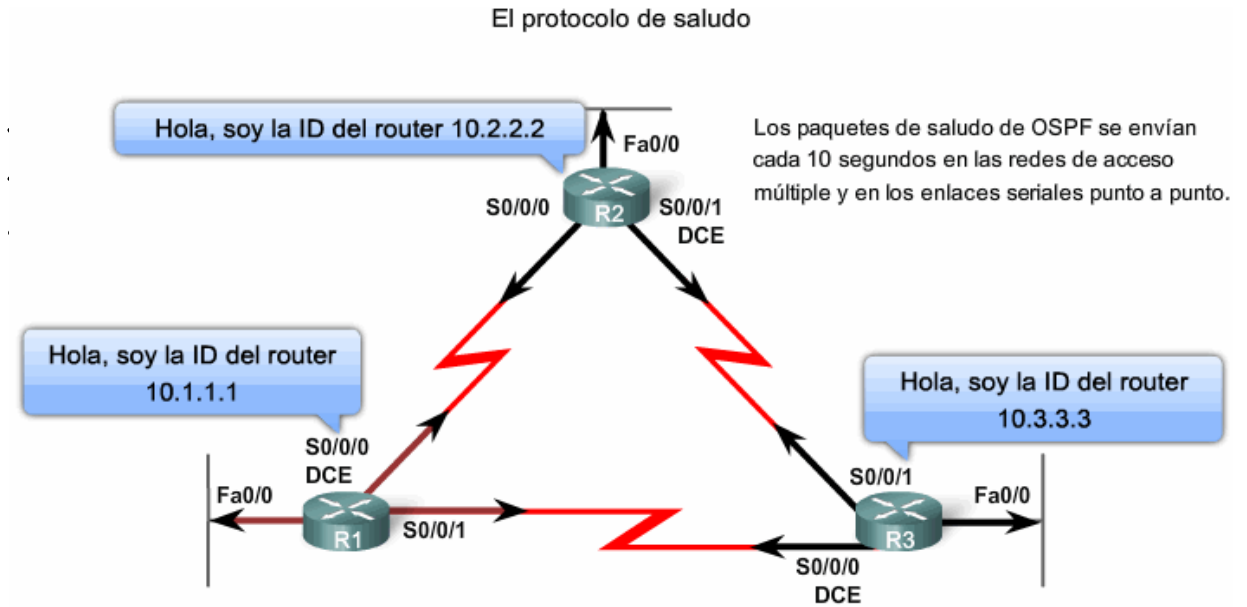 El protocolo de saludo
Hola, soy la ID del router 10.2.2.2
Los paquetes de saludo de OSPF se envían
cada 10 segundos en las redes de acceso
múltiple y en los enlaces seriales punto a punto.
Fa0/0
S0/0/0
R2
S0/0/1
DCE
Hola, soy la ID del router
10.1.1.1
Hola, soy la ID del router
10.3.3.3
S0/0/0
DCE
Fa0/0
R1
S0/0/1
S0/0/1
Fa0/0
R3
S0/0/0
DCE